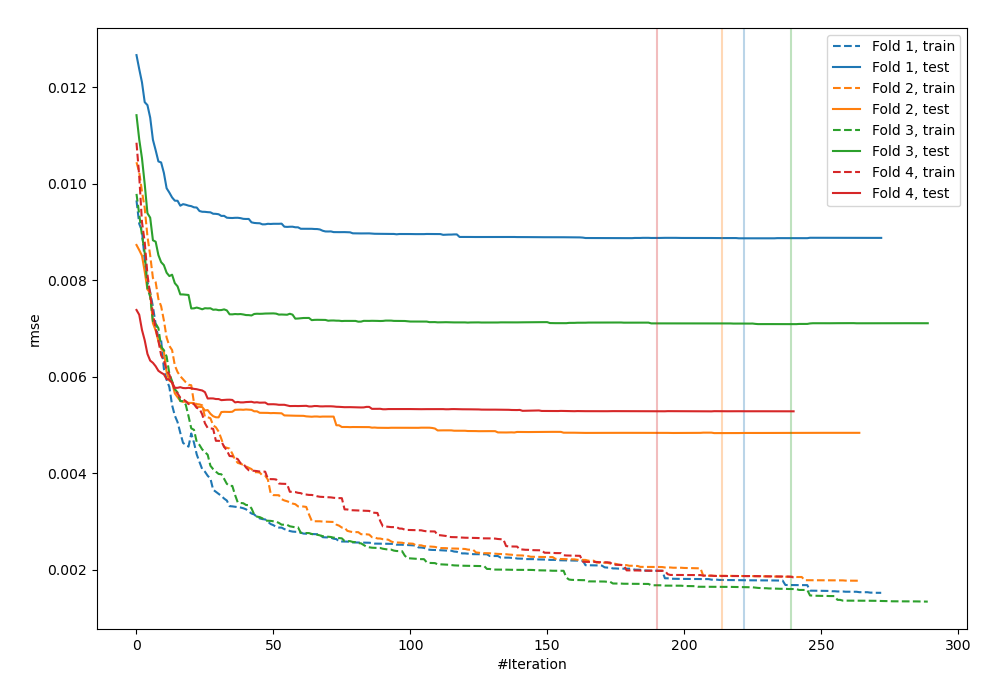 0.012
0.010
0.008
0.006
0.004
0.002
rmse
0
50
100
150
200
250
300
#Iteration
Fold 1, train
Fold 1, test
Fold 2, train
Fold 2, test
Fold 3, train
Fold 3, test
Fold 4, train
Fold 4, test